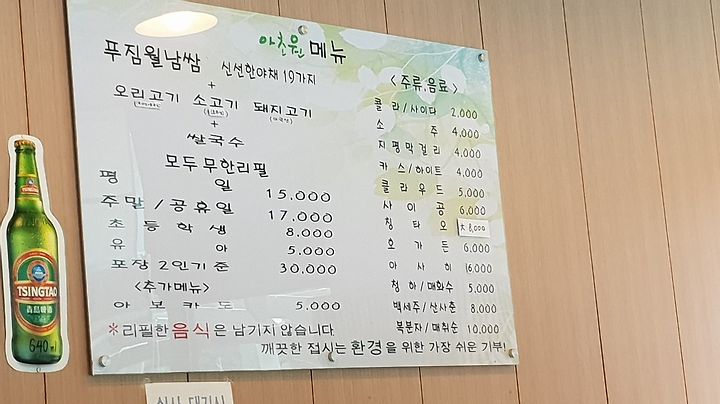 아초원 메뉴
푸짐월남쌈 신선한야채 19가지
+
오리고기 소고기 돼지고기
+
쌀국수
모두 무한리필
평일 15.000
주말/공휴일 17.000
초등학생 8.000
유아 5.000
포장 2인기준 30.000
<추가메뉴>
아보카도 5.000
*리필한 음식은 남기지 않습니다
깨끗한 접시는 환경을 위한 가장 쉬운 기부!
<주류,음료>
콜라/사이다 2,000
소주 4,000
지평막걸리 4,000
카스/하이트 4,000
클라우드 5,000
사이공 6,000
칭타오 大 8,000
호가든 6,000
아사히 6,000
청하/매화수 5,000
백세주/산사춘 8,000
복분자/매취순 10,000
TSINGTAO
TSINGTAO
青島啤酒
640ml